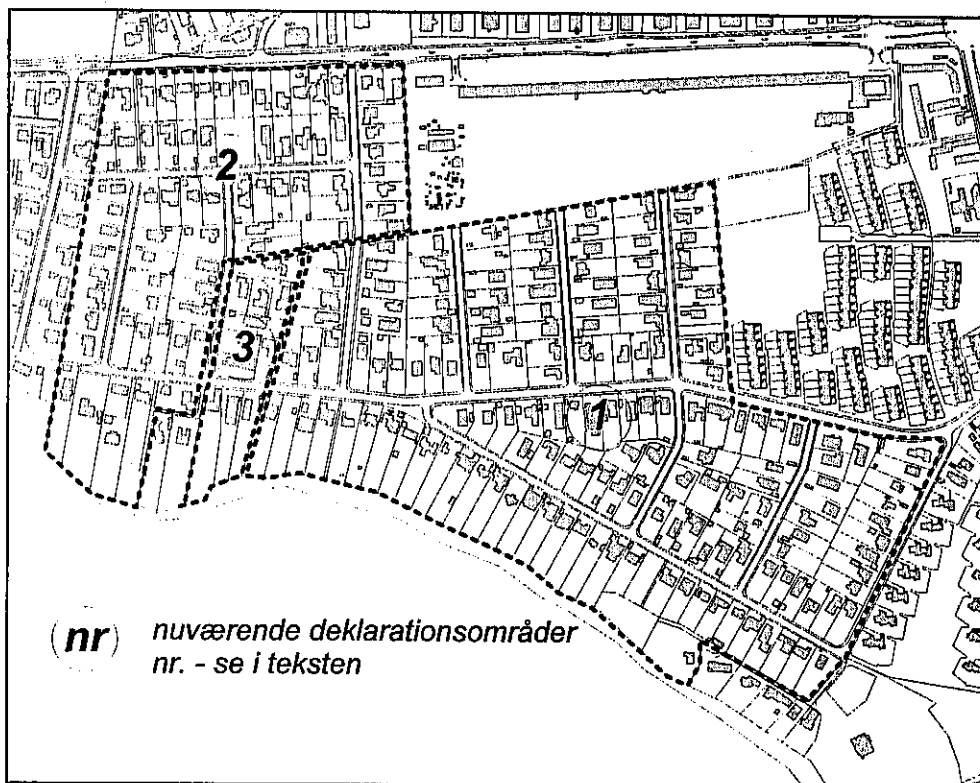 2
3
1
(nr) nuværende deklarationsområder
nr. - se i teksten